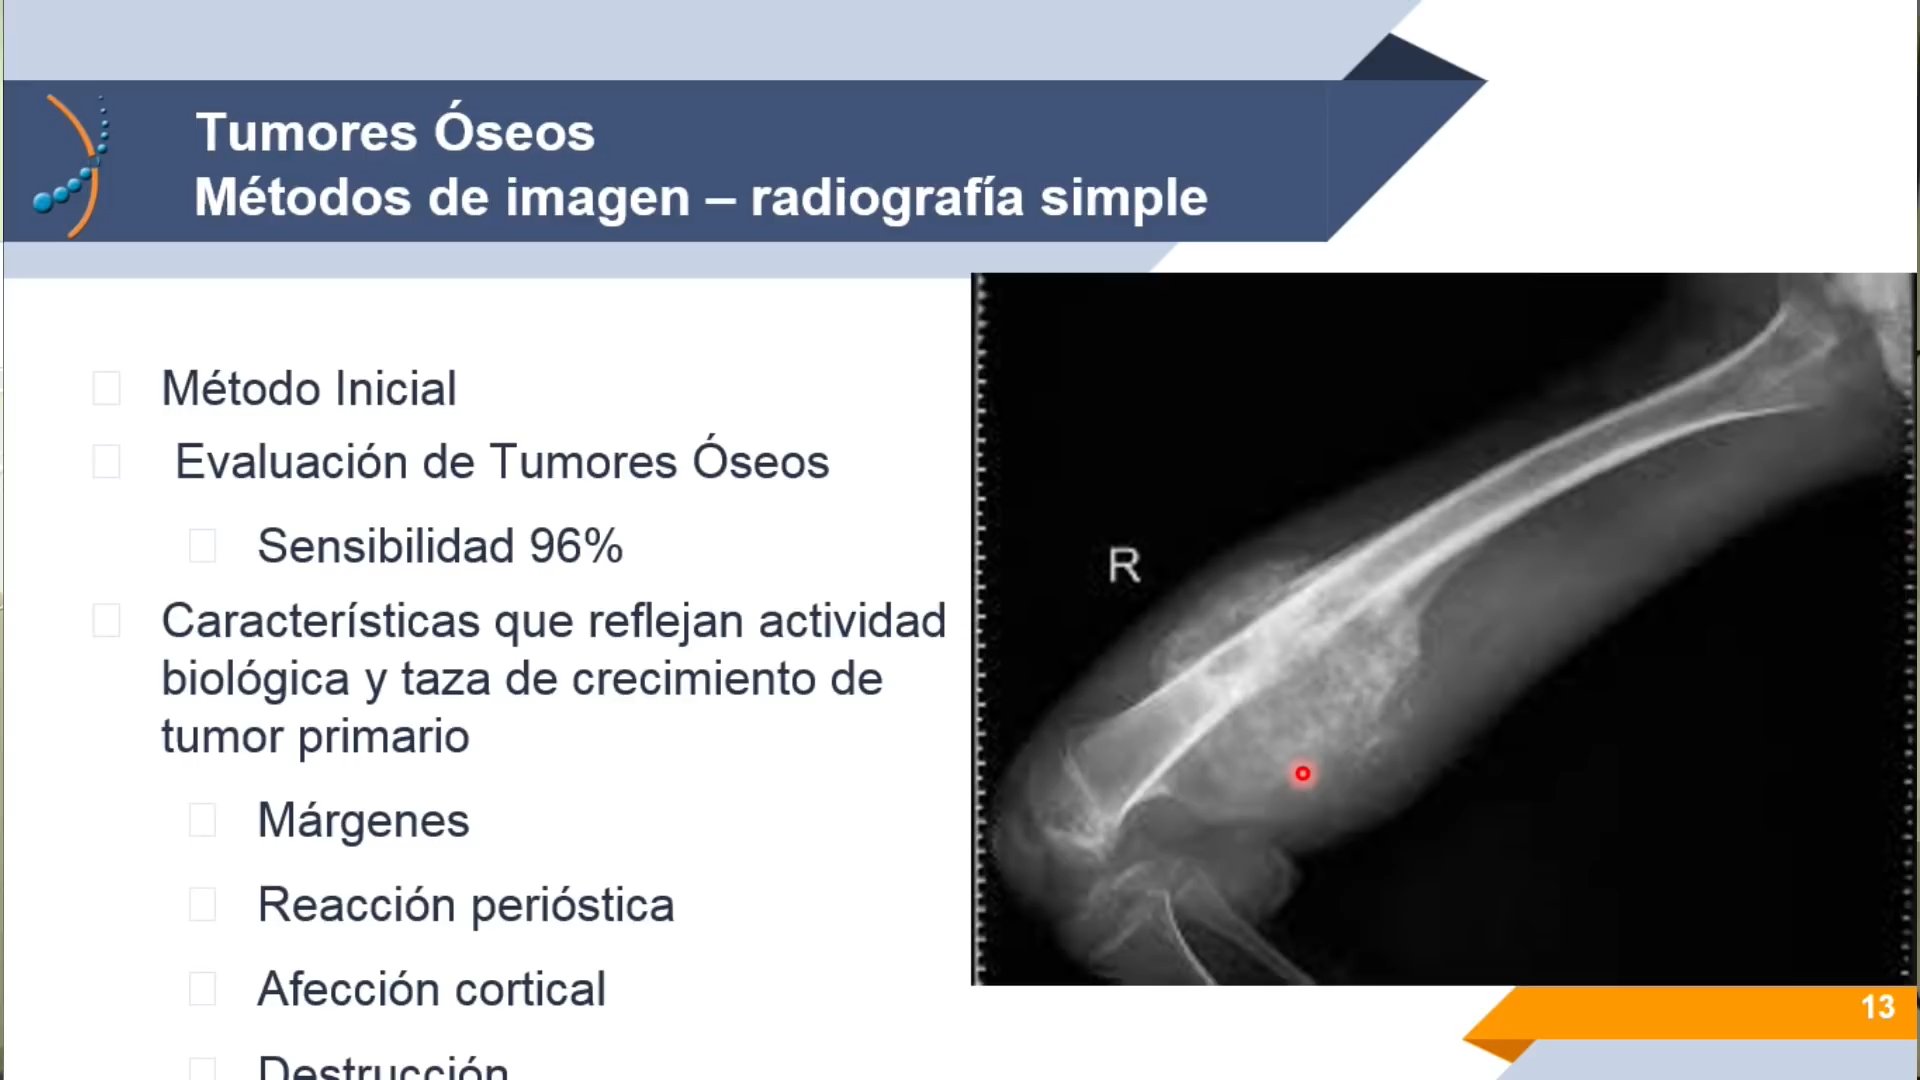 Tumores Óseos
Métodos de imagen – radiografía simple
Método Inicial
Evaluación de Tumores Óseos
Sensibilidad 96%
Características que reflejan actividad
biológica y taza de crecimiento de
tumor primario
Márgenes
Reacción perióstica
Afección cortical
Destrucción
R
13